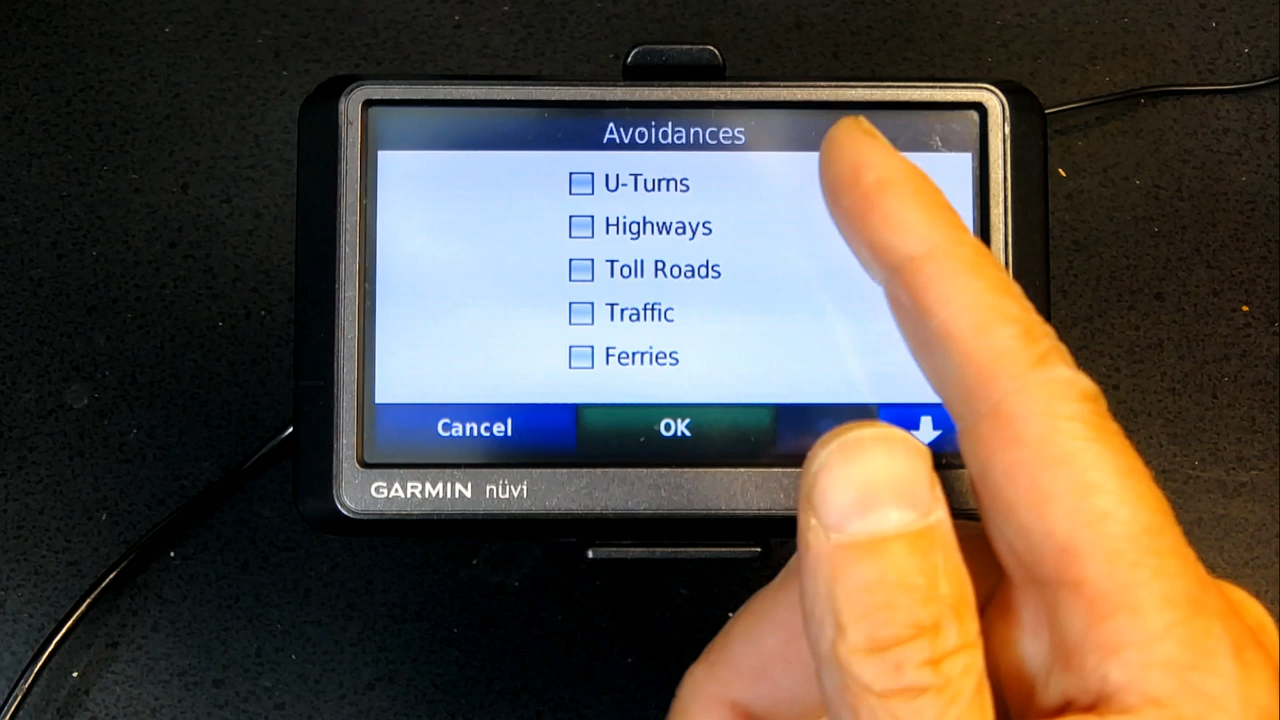 Avoidances
U-Turns
Highways
Toll Roads
Traffic
Ferries
Cancel OK
GARMIN nüvi